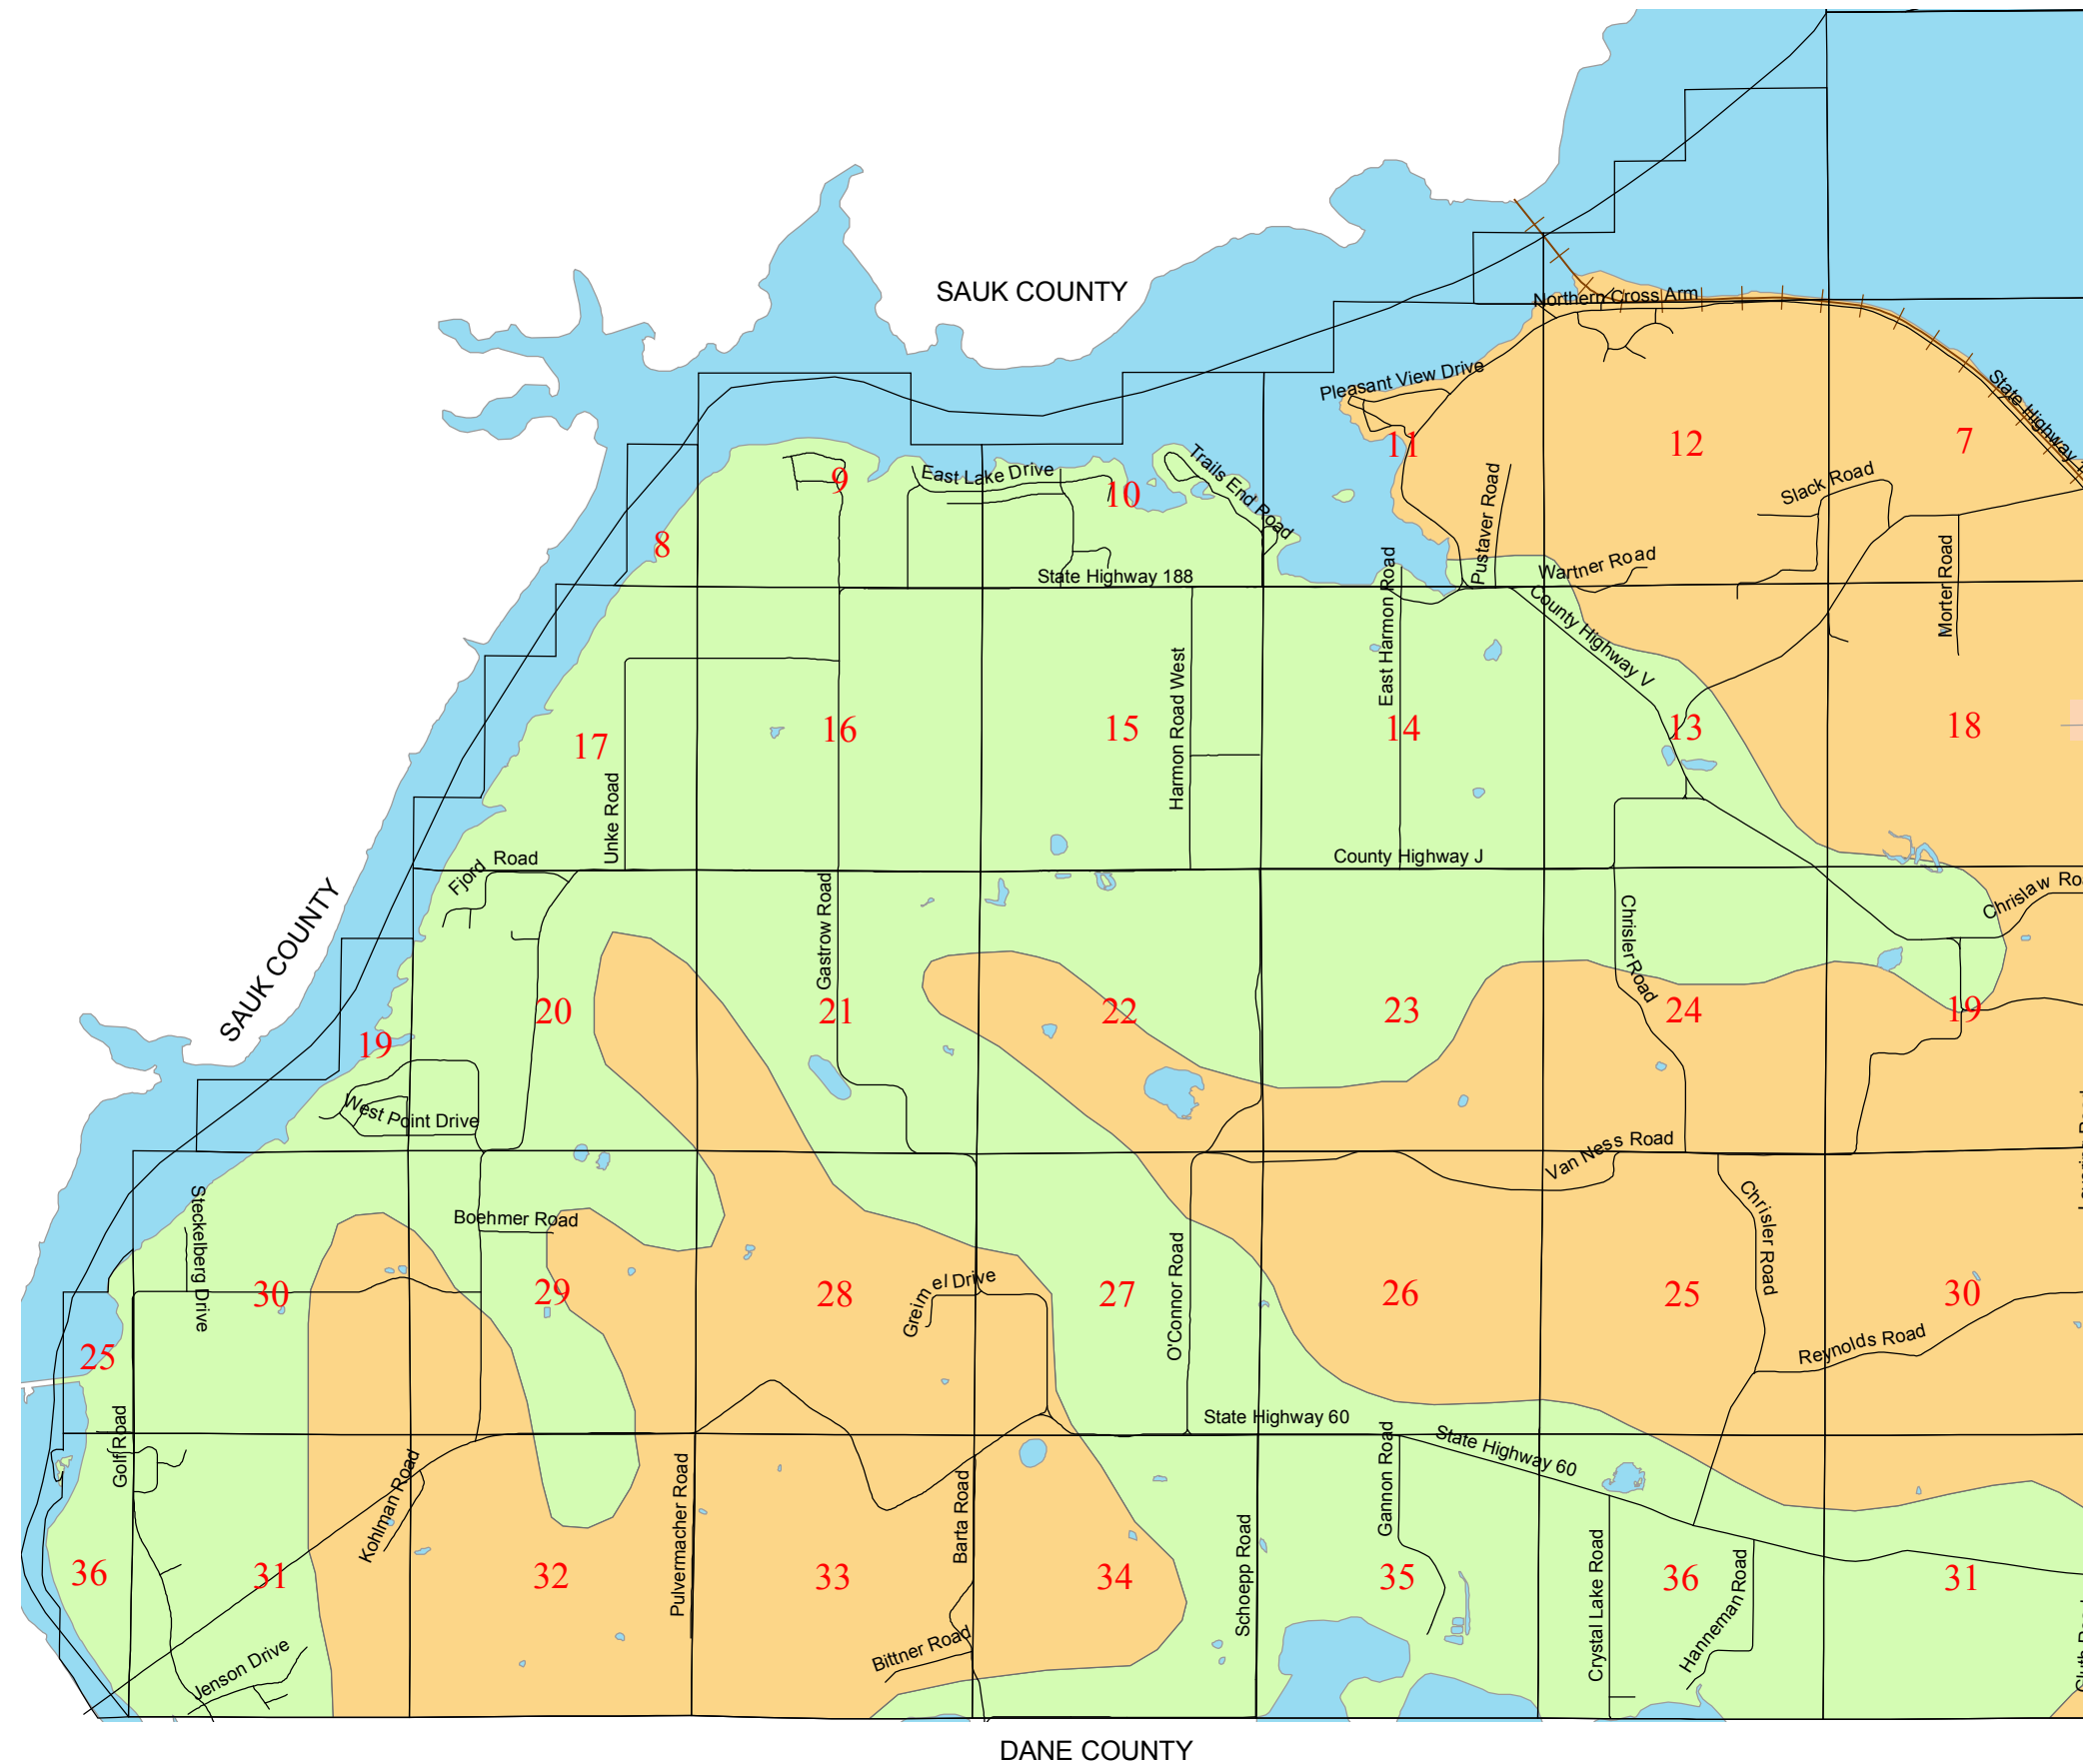 SAUK COUNTY
Northern Cross Arm
Pleasant View Drive
State Highway
11
12
7
Trails End Road
East Lake Drive
9
10
Slack Road
Pustaver Road
8
State Highway 188
East Harmon Road
Wartner Road
Morter Road
County Highway V
Harmon Road West
17
16
15
14
13
18
Unke Road
Fjord Road
County Highway J
SAUK COUNTY
Gastrow Road
Chrisler Road
Chrislaw Ro
19
20
21
22
23
24
19
West Point Drive
Van Ness Road
Steckelberg Drive
Boehmer Road
Chrisler Road
O'Connor Road
Greimel Drive
30
29
28
27
26
25
30
25
Reynolds Road
Golf Road
State Highway 60
State Highway 60
Gannon Road
Kohlman Road
Pulvermacher Road
Barta Road
Schoepp Road
Crystal Lake Road
Hanneman Road
36
31
32
33
34
35
36
31
Bittner Road
Jenson Drive
DANE COUNTY